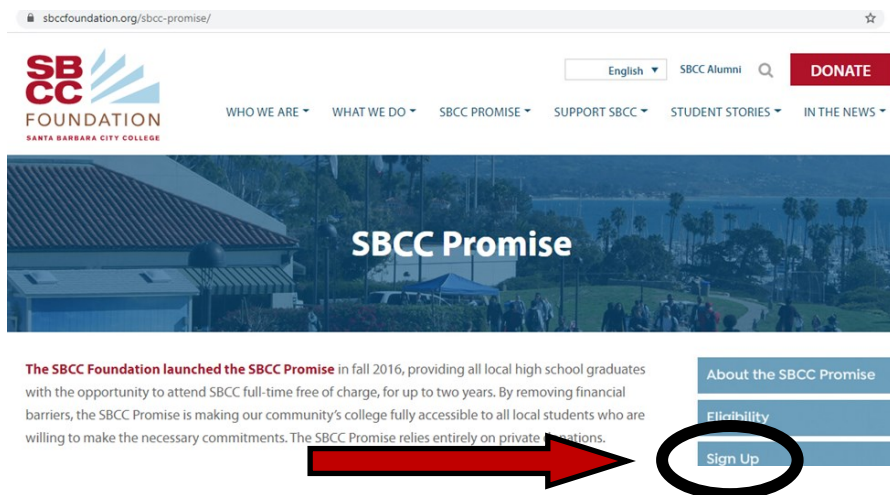 sbccfoundation.org/sbcc-promise/
SB
CC
FOUNDATION
SANTA BARBARA CITY COLLEGE
English SBCC Alumni DONATE
WHO WE ARE WHAT WE DO SBCC PROMISE SUPPORT SBCC STUDENT STORIES IN THE NEWS
SBCC Promise
The SBCC Foundation launched the SBCC Promise in fall 2016, providing all local high school graduates
with the opportunity to attend SBCC full-time free of charge, for up to two years. By removing financial
barriers, the SBCC Promise is making our community's college fully accessible to all local students who are
willing to make the necessary commitments. The SBCC Promise relies entirely on private donations.
About the SBCC Promise
Eligibility
Sign Up